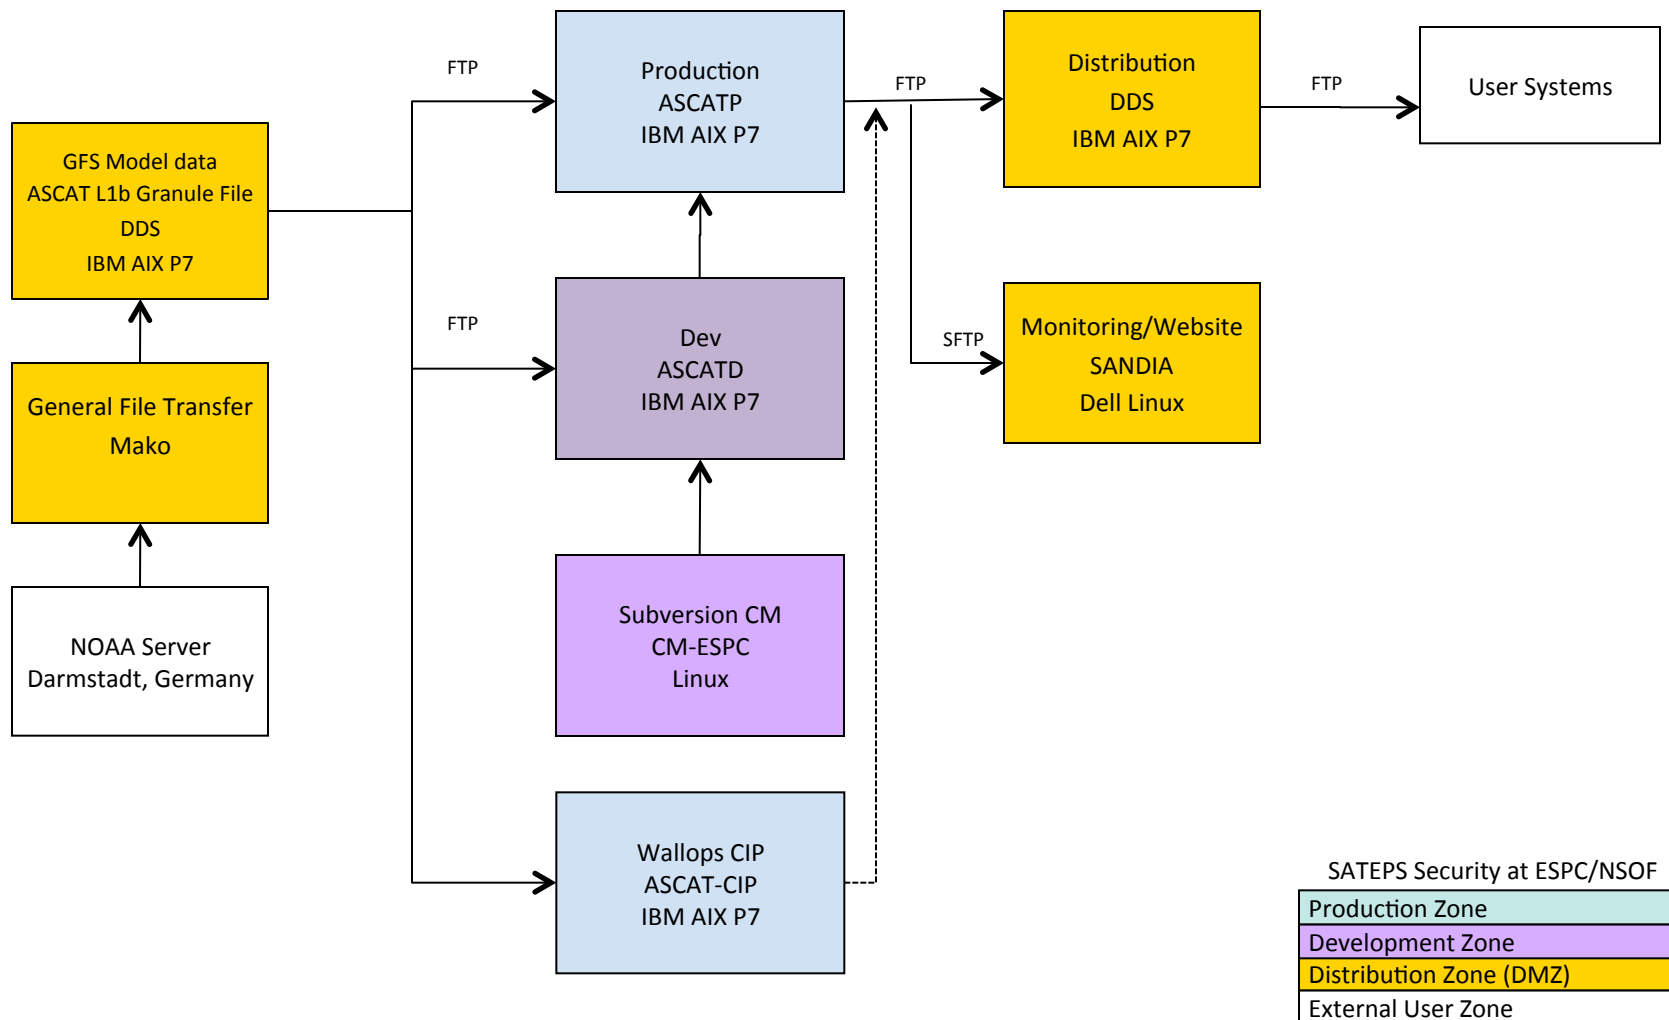 GFS Model data
ASCAT L1b Granule File
DDS
IBM AIX P7
General File Transfer
Mako
NOAA Server
Darmstadt, Germany
FTP
FTP
Production
ASCATP
IBM AIX P7
Dev
ASCATD
IBM AIX P7
Subversion CM
CM-ESPC
Linux
Wallops CIP
ASCAT-CIP
IBM AIX P7
FTP
SFTP
Distribution
DDS
IBM AIX P7
Monitoring/Website
SANDIA
Dell Linux
FTP
User Systems
SATEPS Security at ESPC/NSOF
Production Zone
Development Zone
Distribution Zone (DMZ)
External User Zone